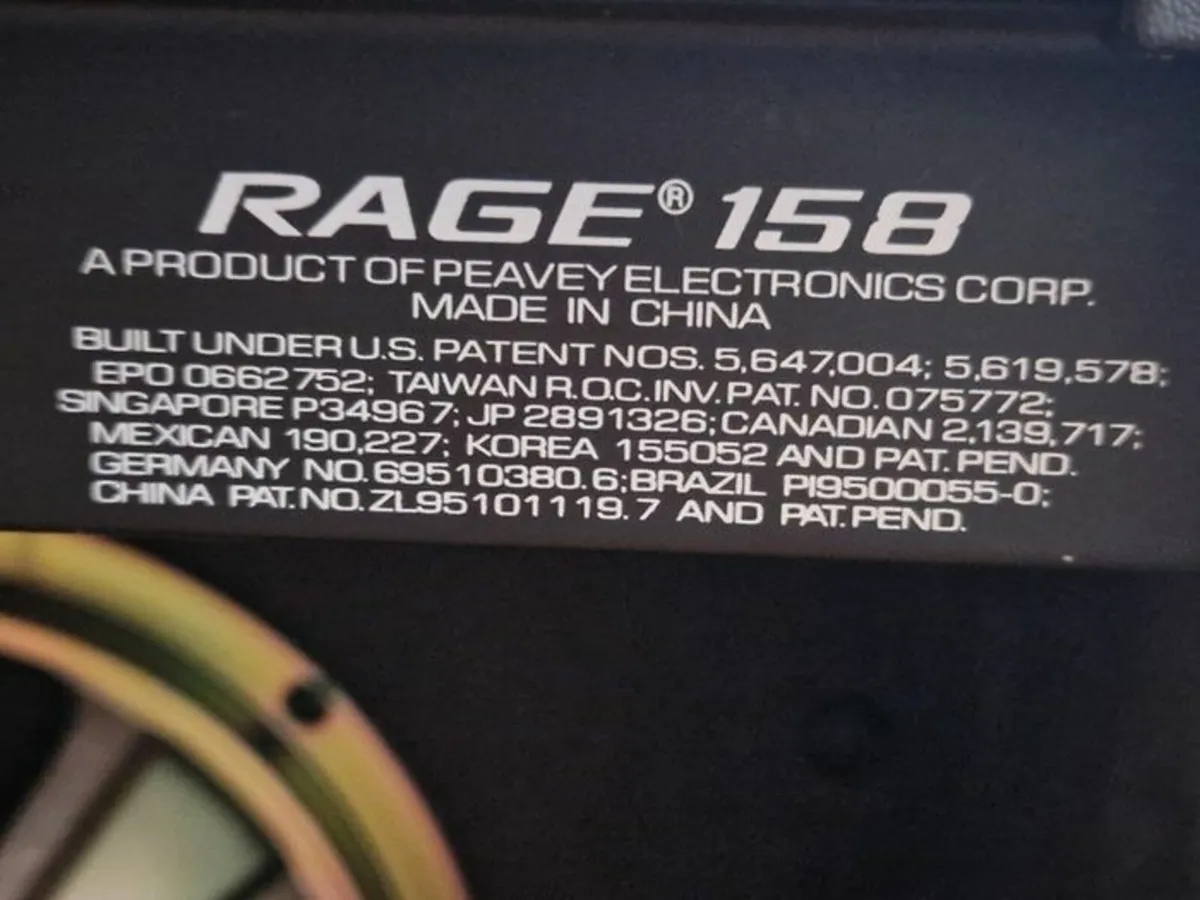 RAGE® 158
A PRODUCT OF PEAVEY ELECTRONICS CORP.
MADE IN CHINA
BUILT UNDER U.S. PATENT NOS. 5,647,004; 5,619,578;
EPO 0662752; TAIWAN R.O.C. INV. PAT. NO. 075772;
SINGAPORE P34967; JP 2891326; CANADIAN 2,139,717;
MEXICAN 190,227; KOREA 155052 AND PAT. PEND.
GERMANY NO. 69510380.6; BRAZIL PI9500055-0;
CHINA PAT. NO. ZL95101119.7 AND PAT. PEND.